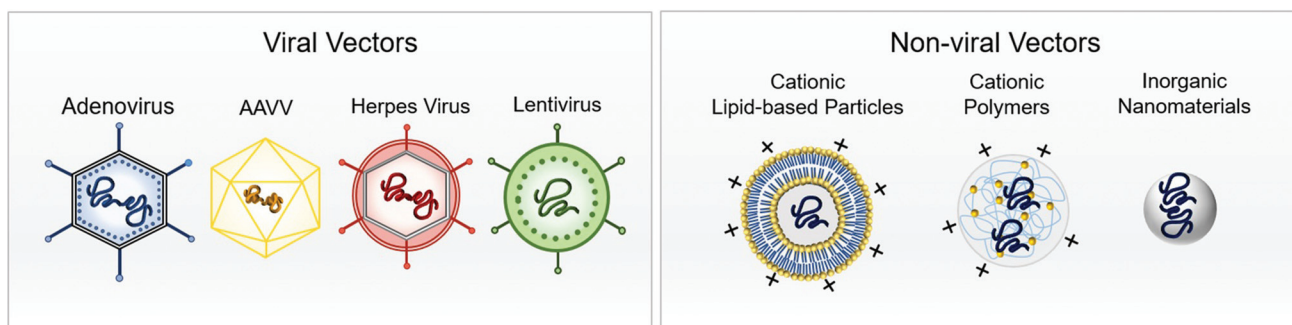 Viral Vectors
Adenovirus
AAVV
Herpes Virus
Lentivirus
Non-viral Vectors
Cationic
Lipid-based Particles
Cationic
Polymers
Inorganic
Nanomaterials